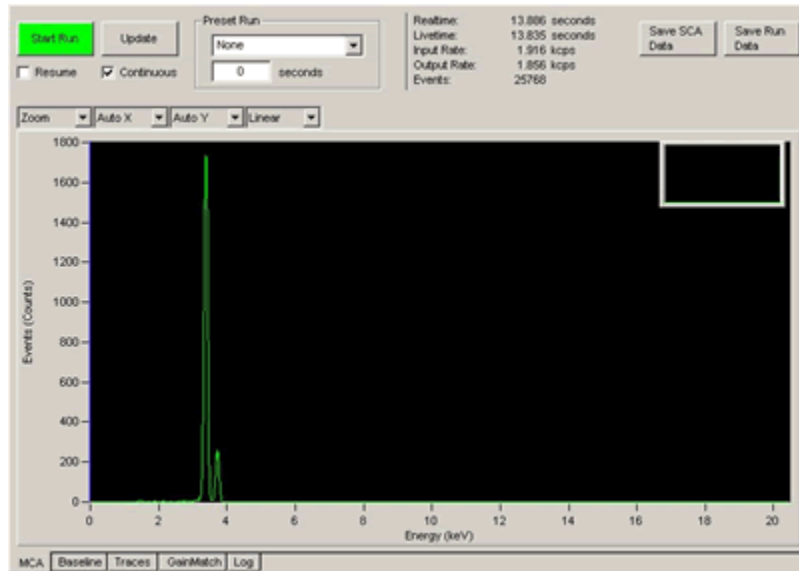 Start Run
Update
Preset Run
None
0 seconds
Resume
Continuous
Realtime: 13.886 seconds
Livetime: 13.835 seconds
Input Rate: 1.916 kcps
Output Rate: 1.856 kcps
Events: 25768
Save SCA Data
Save Run Data
Zoom Auto X Auto Y Linear
1800
1600
1400
1200
1000
800
600
400
200
0
Events (Counts)
0 2 4 6 8 10 12 14 16 18 20
Energy (keV)
MCA Baseline Traces GainMatch Log